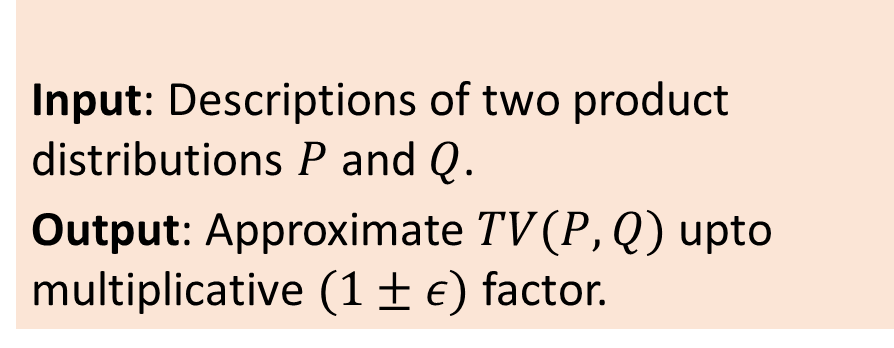 Input: Descriptions of two product
distributions P and Q.
Output: Approximate TV(P, Q) upto
multiplicative (1 ± ϵ) factor.